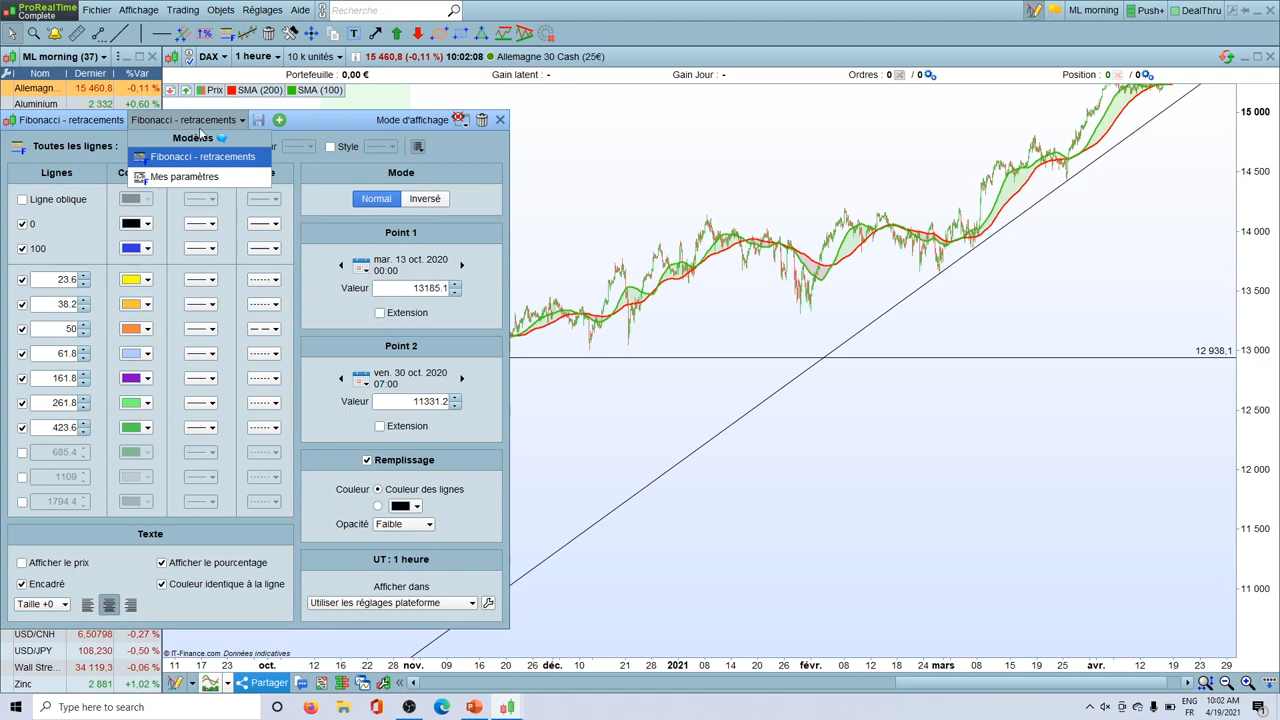 ProRealTime
COMPLETE
Fichier Affichage Trading Objets Réglages Aide Recherche ... ML morning Push+ DealThru
ML morning (37) DAX 1 heure 10 k unités 15 460,8 (-0,11 %) 10:02:08 Allemagne 30 Cash (25€)
Nom Dernier %Var Portefeuille: 0,00 € Gain latent : - Gain Jour : - Ordres : 0 / 0 Position : 0 / 0
Allemagn... 15 460,8 -0,11 % Prix SMA (200) SMA (100)
Aluminium 2 332 +0,60 %
Fibonacci - retracements Fibonacci - retracements Mode d'affichage
Modèles
Toutes les lignes : Style
Fibonacci - retracements
Mes paramètres
Lignes Mode
Ligne oblique Normal Inversé
0
Point 1
100
mar. 13 oct. 2020
00:00
23.6 Valeur 13185.1
38.2 Extension
50
Point 2
61.8
ven. 30 oct. 2020
161.8 07:00
261.8 Valeur 11331.2
423.6 Extension
685.4
Remplissage
1109
Couleur Couleur des lignes
1794.4
Opacité Faible
Texte
UT : 1 heure
Afficher le prix Afficher le pourcentage
Encadré Couleur identique à la ligne
Afficher dans
Taille +0 Utiliser les réglages plateforme
15 000
14 500
14 000
13 500
13 000
12 938,1
12 500
12 000
11 500
11 000
USD/CNH 6,50798 -0,27 %
USD/JPY 108,230 -0,50 %
© IT-Finance.com Données indicatives
Wall Stre... 34 119,3 -0,06 %
11 17 23 oct. 12 16 22 28 nov. 09 16 20 26 déc. 09 15 21 28 2021 08 14 20 26 févr. 08 12 18 24 mars 10 15 19 26 avr. 13 19 23 29
Zinc 2 881 +1,02 %
Partager
Type here to search
ENG
FR
10:02 AM
4/19/2021